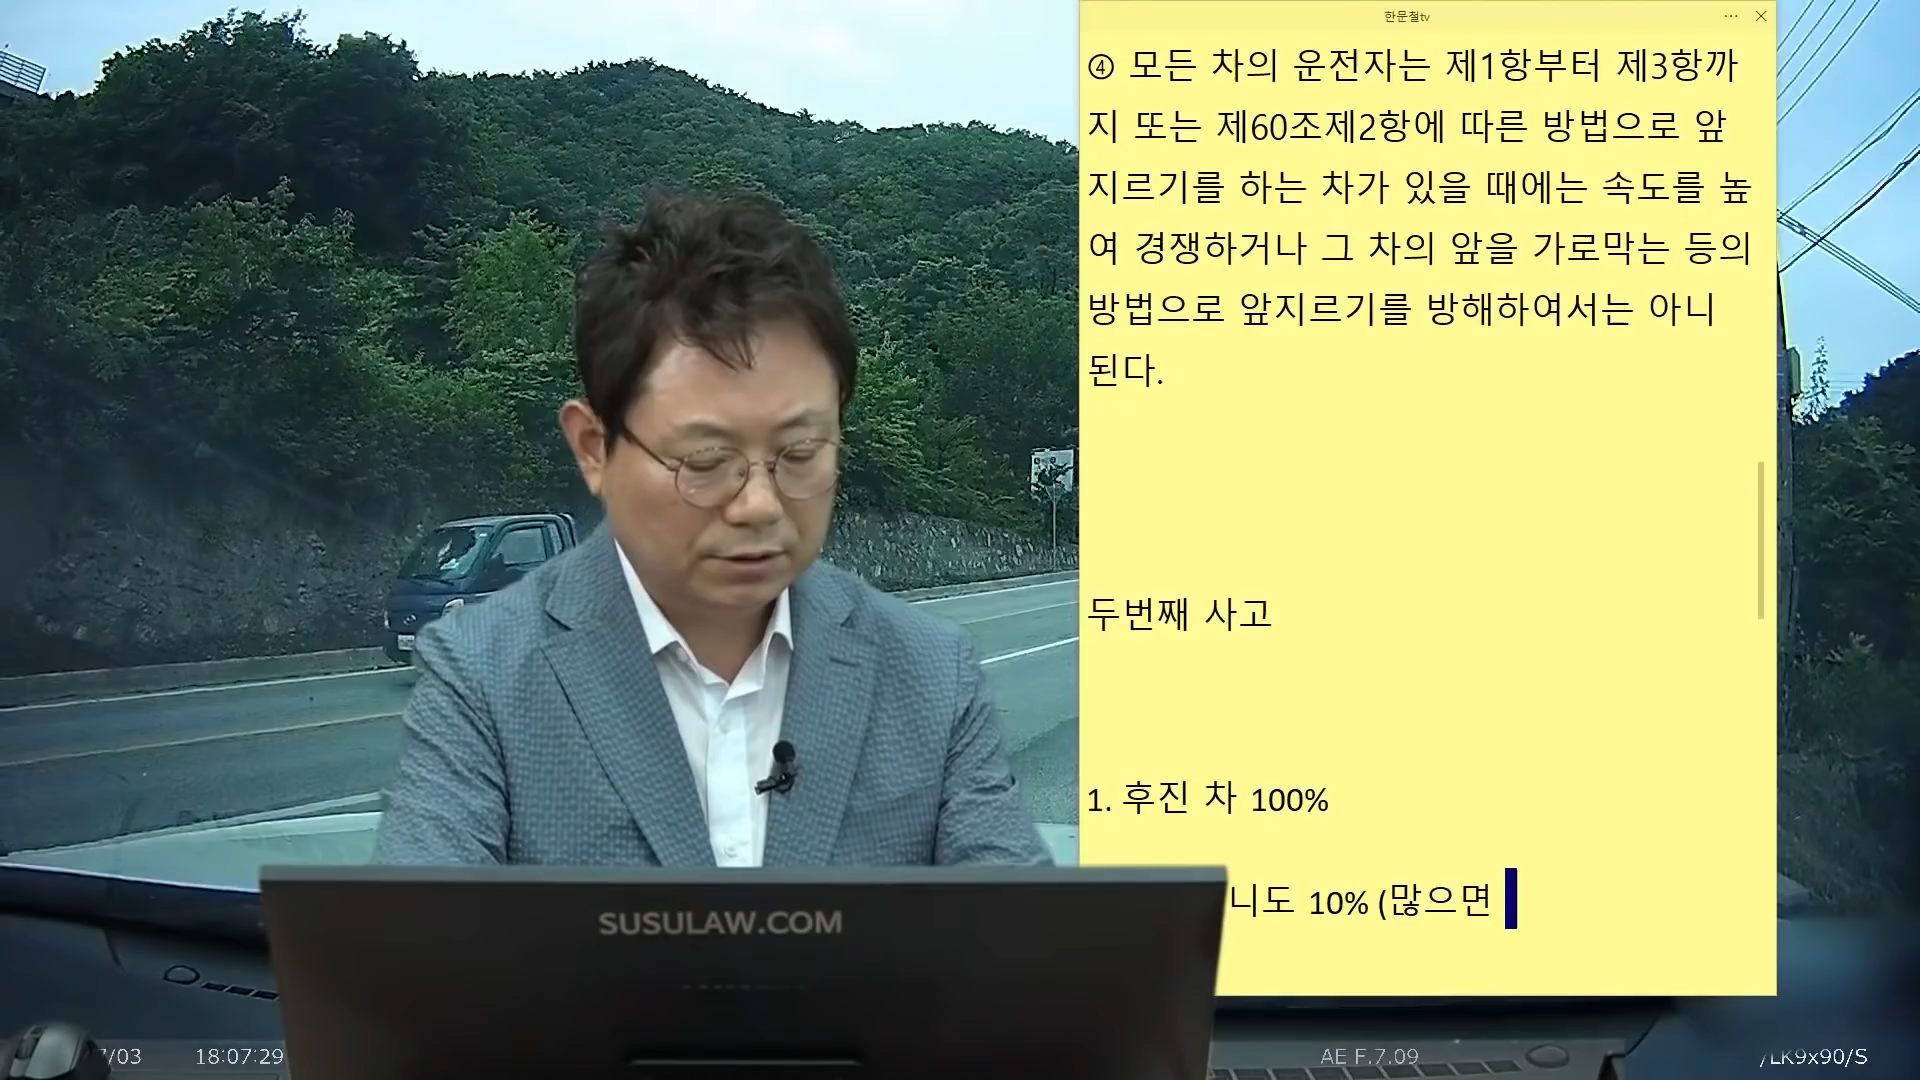 한문철tv
④ 모든 차의 운전자는 제1항부터 제3항까
지 또는 제60조제2항에 따른 방법으로 앞
지르기를 하는 차가 있을 때에는 속도를 높
여 경쟁하거나 그 차의 앞을 가로막는 등의
방법으로 앞지르기를 방해하여서는 아니
된다.
두번째 사고
1. 후진 차 100%
니도 10% (많으면
SUSULAW.COM
7/03 18:07:29 AE F.7.09 /LK9x90/S